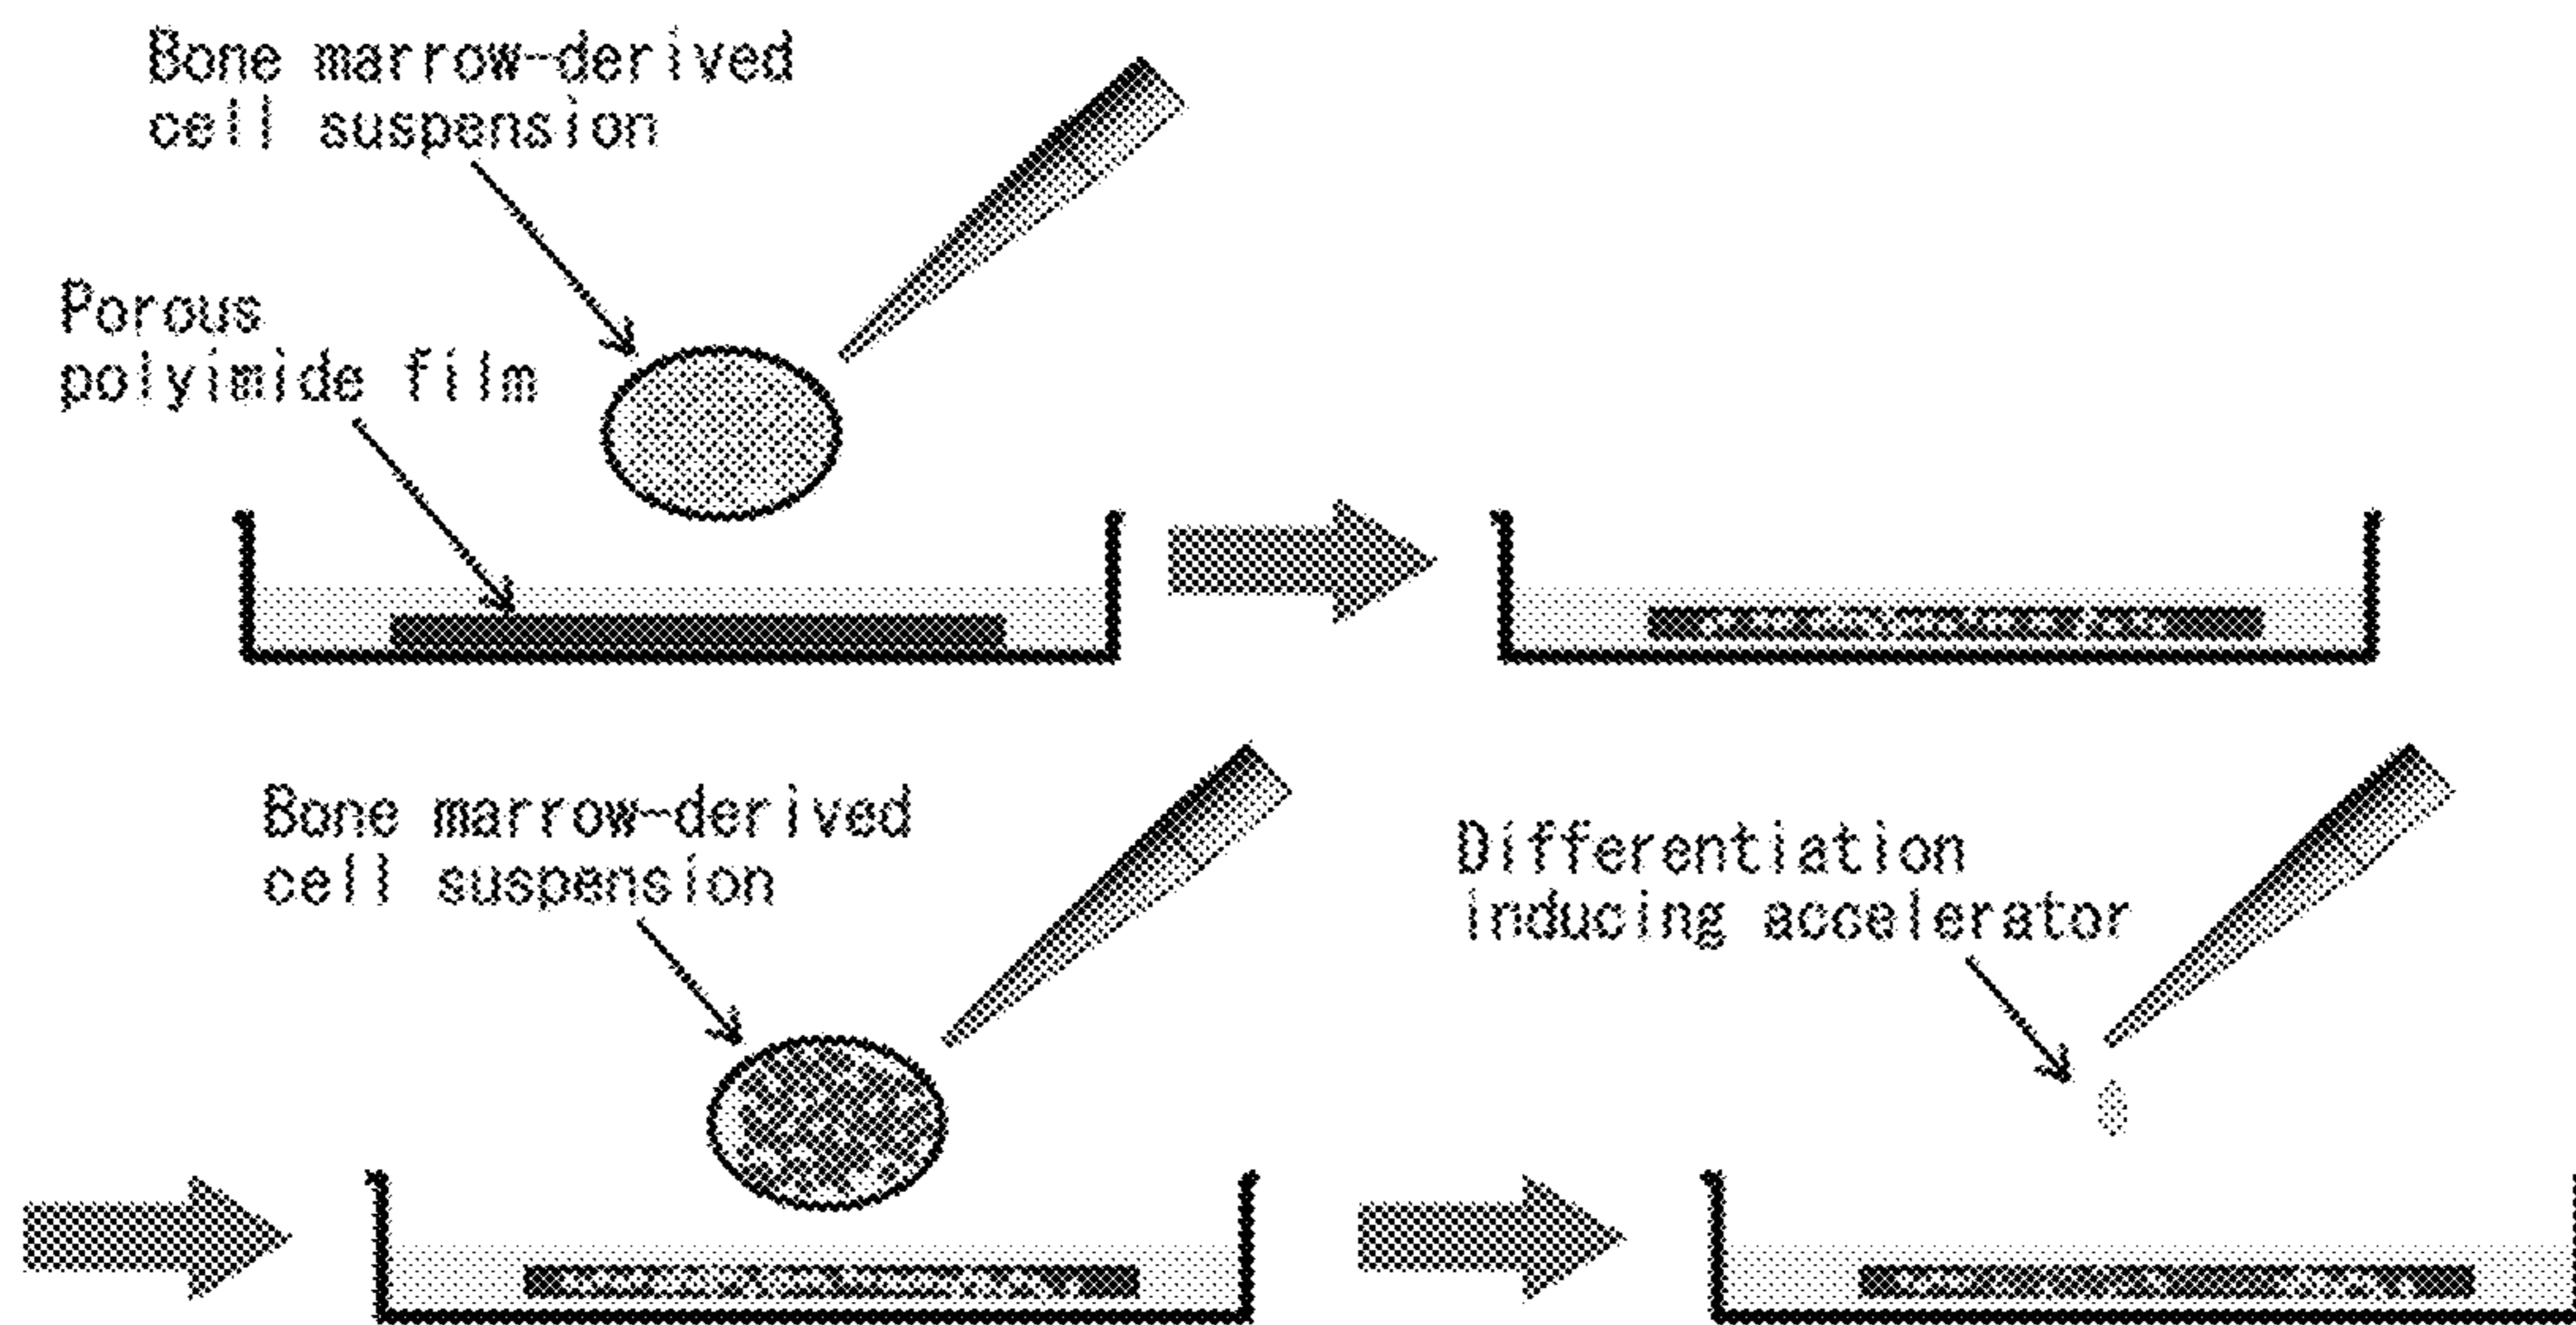 Bone marrow-derived
cell suspension
Porous
polyimide film
Bone marrow-derived
cell suspension
Differentiation
inducing accelerator